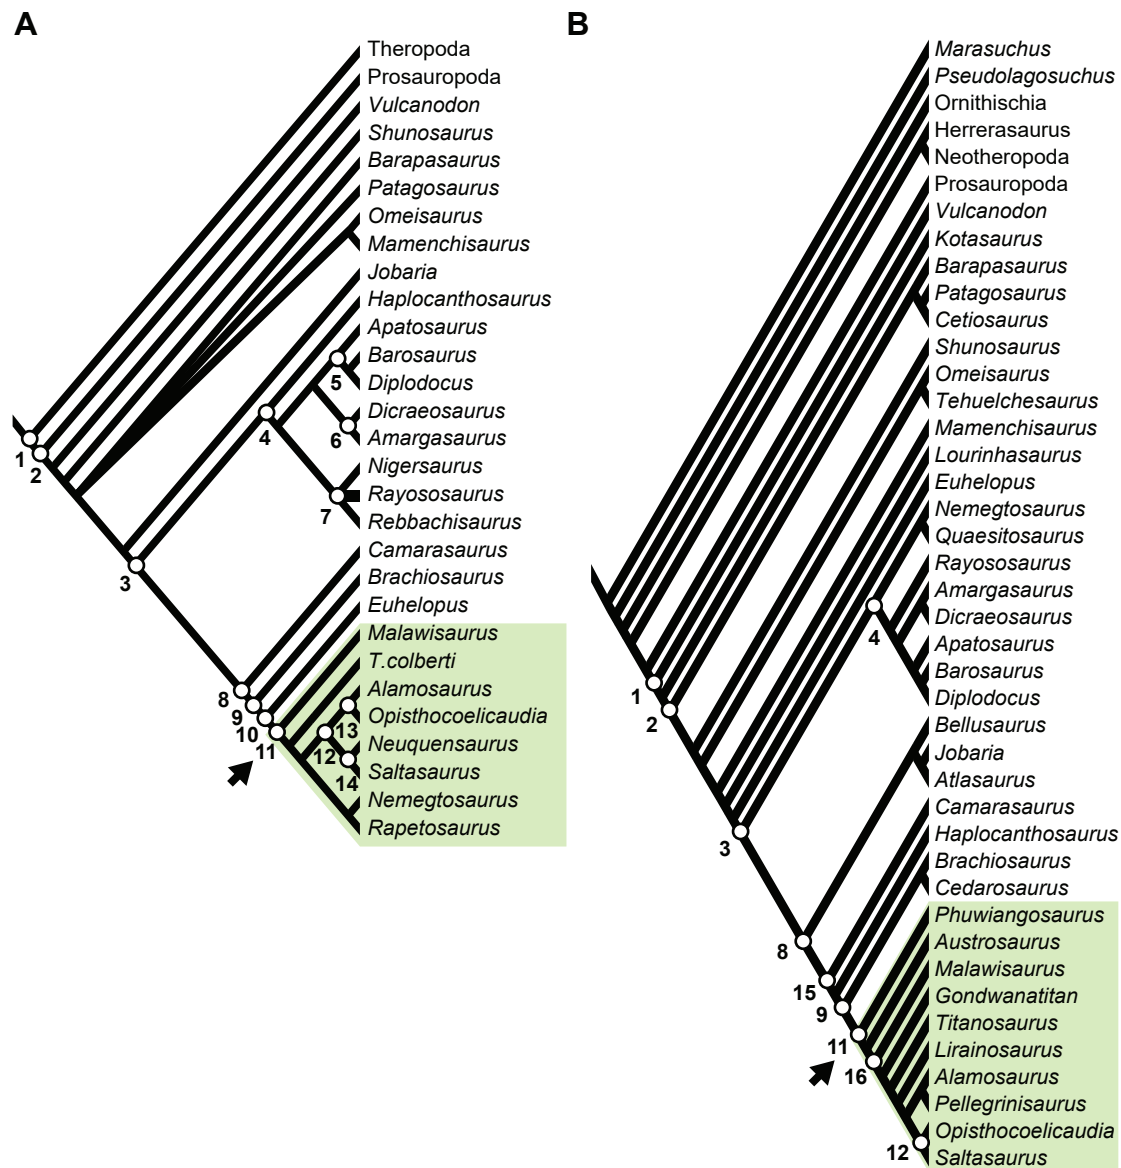 A
Theropoda
Prosauropoda
Vulcanodon
Shunosaurus
Barapasaurus
Patagosaurus
Omeisaurus
Mamenchisaurus
Jobaria
Haplocanthosaurus
Apatosaurus
Barosaurus
Diplodocus
Dicraeosaurus
Amargasaurus
Nigersaurus
Rayososaurus
Rebbachisaurus
Camarasaurus
Brachiosaurus
Euhelopus
Malawisaurus
T.colberti
Alamosaurus
Opisthocoelicaudia
Neuquensaurus
Saltasaurus
Nemegtosaurus
Rapetosaurus
1
2
3
4
5
6
7
8
9
10
11
12
13
14
B
Marasuchus
Pseudolagosuchus
Ornithischia
Herrerasaurus
Neotheropoda
Prosauropoda
Vulcanodon
Kotasaurus
Barapasaurus
Patagosaurus
Cetiosaurus
Shunosaurus
Omeisaurus
Tehuelchesaurus
Mamenchisaurus
Lourinhasaurus
Euhelopus
Nemegtosaurus
Quaesitosaurus
Rayososaurus
Amargasaurus
Dicraeosaurus
Apatosaurus
Barosaurus
Diplodocus
Bellusaurus
Jobaria
Atlasaurus
Camarasaurus
Haplocanthosaurus
Brachiosaurus
Cedarosaurus
Phuwiangosaurus
Austrosaurus
Malawisaurus
Gondwanatitan
Titanosaurus
Lirainosaurus
Alamosaurus
Pellegrinisaurus
Opisthocoelicaudia
Saltasaurus
1
2
3
4
8
15
9
11
16
12